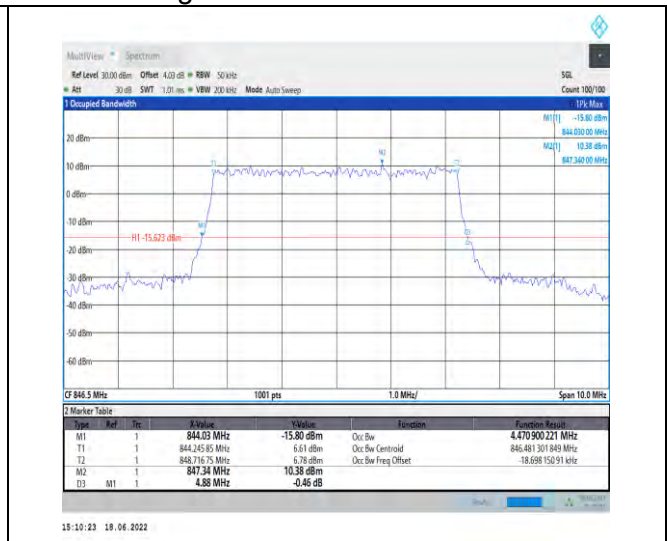 MultiView Spectrum
Ref Level 30.00 dBm Offset 4.03 dB RBW 50 kHz SGL
Att 30 dB SWT 1.01 ms VBW 200 kHz Mode Auto Sweep Count 100/100
1 Occupied Bandwidth 1Pk Max
M1[1] -15.80 dBm
844.03000 MHz
M2[1] 10.38 dBm
847.34000 MHz
20 dBm
10 dBm
0 dBm
-10 dBm
-20 dBm
-30 dBm
-40 dBm
-50 dBm
-60 dBm
T1 M2 T2
M1 D3
H1 -15.623 dBm
CF 846.5 MHz 1001 pts 1.0 MHz/ Span 10.0 MHz
2 Marker Table
Type Ref Trc X-Value Y-Value Function Function Result
M1 1 844.03 MHz -15.80 dBm Occ Bw 4.470 900 221 MHz
T1 1 844.245 85 MHz 6.61 dBm Occ Bw Centroid 846.481 301 849 MHz
T2 1 848.716 75 MHz 6.78 dBm Occ Bw Freq Offset -18.698 150 91 kHz
M2 1 847.34 MHz 10.38 dBm
D3 M1 1 4.88 MHz -0.46 dB
15:10:23 18.06.2022